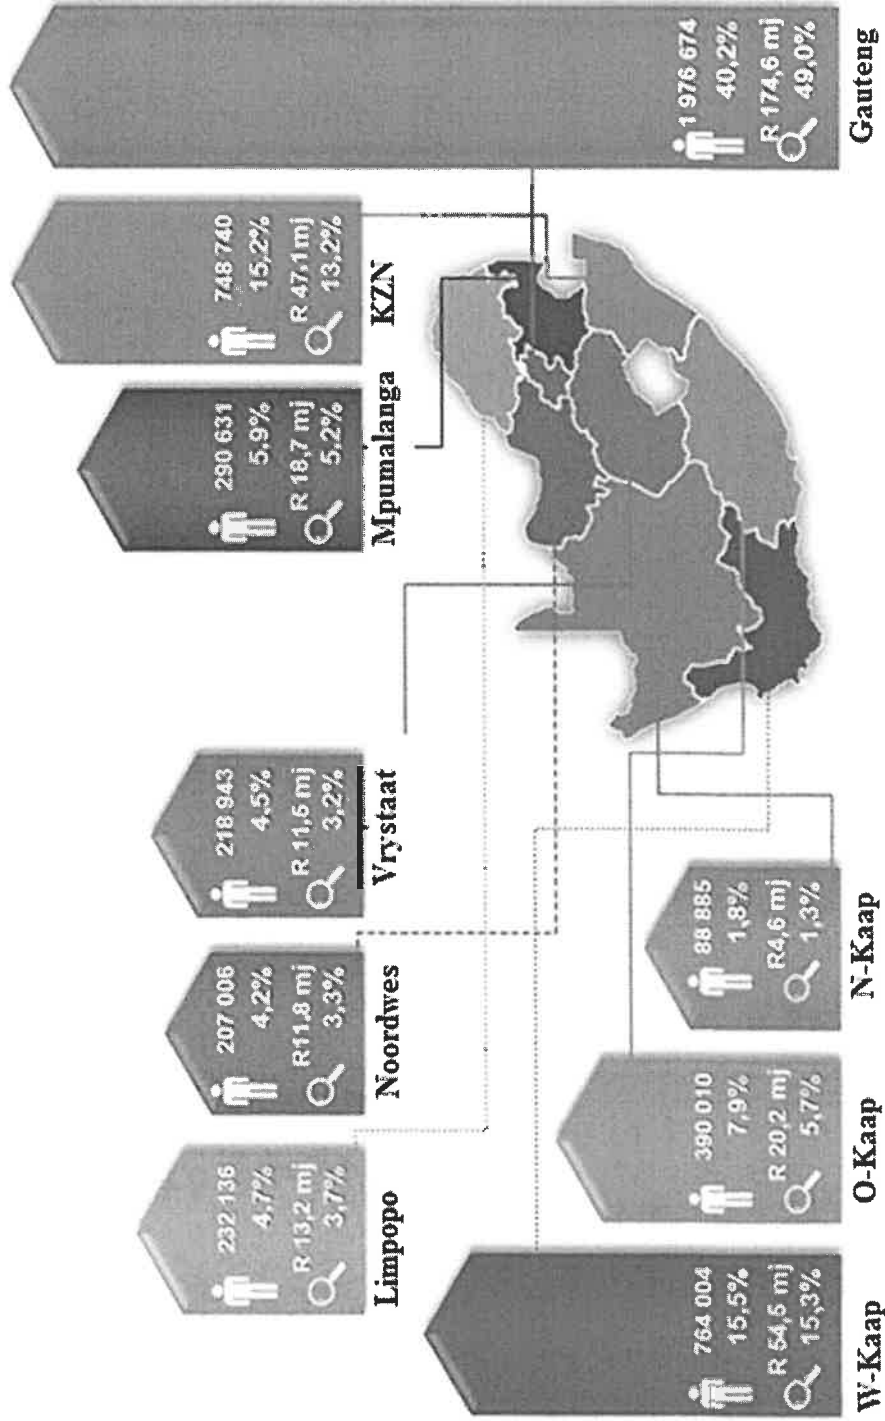 Limpopo
232 136
4,7%
R 13,2 mj
3,7%
Noordwes
207 006
4,2%
R11.8 mj
3,3%
Vrystaat
218 943
4,5%
R 11,5 mj
3,2%
Mpumalanga
290 631
5,9%
R 18,7 mj
5,2%
KZN
748 740
15,2%
R 47.1mj
13,2%
Gauteng
1 976 674
40,2%
R 174,6 mj
49,0%
W-Kaap
764 004
15,5%
R 54,5 mj
15,3%
O-Kaap
390 010
7,9%
R 20,2 mj
5,7%
N-Kaap
88 885
1,8%
R4,6 mj
1,3%